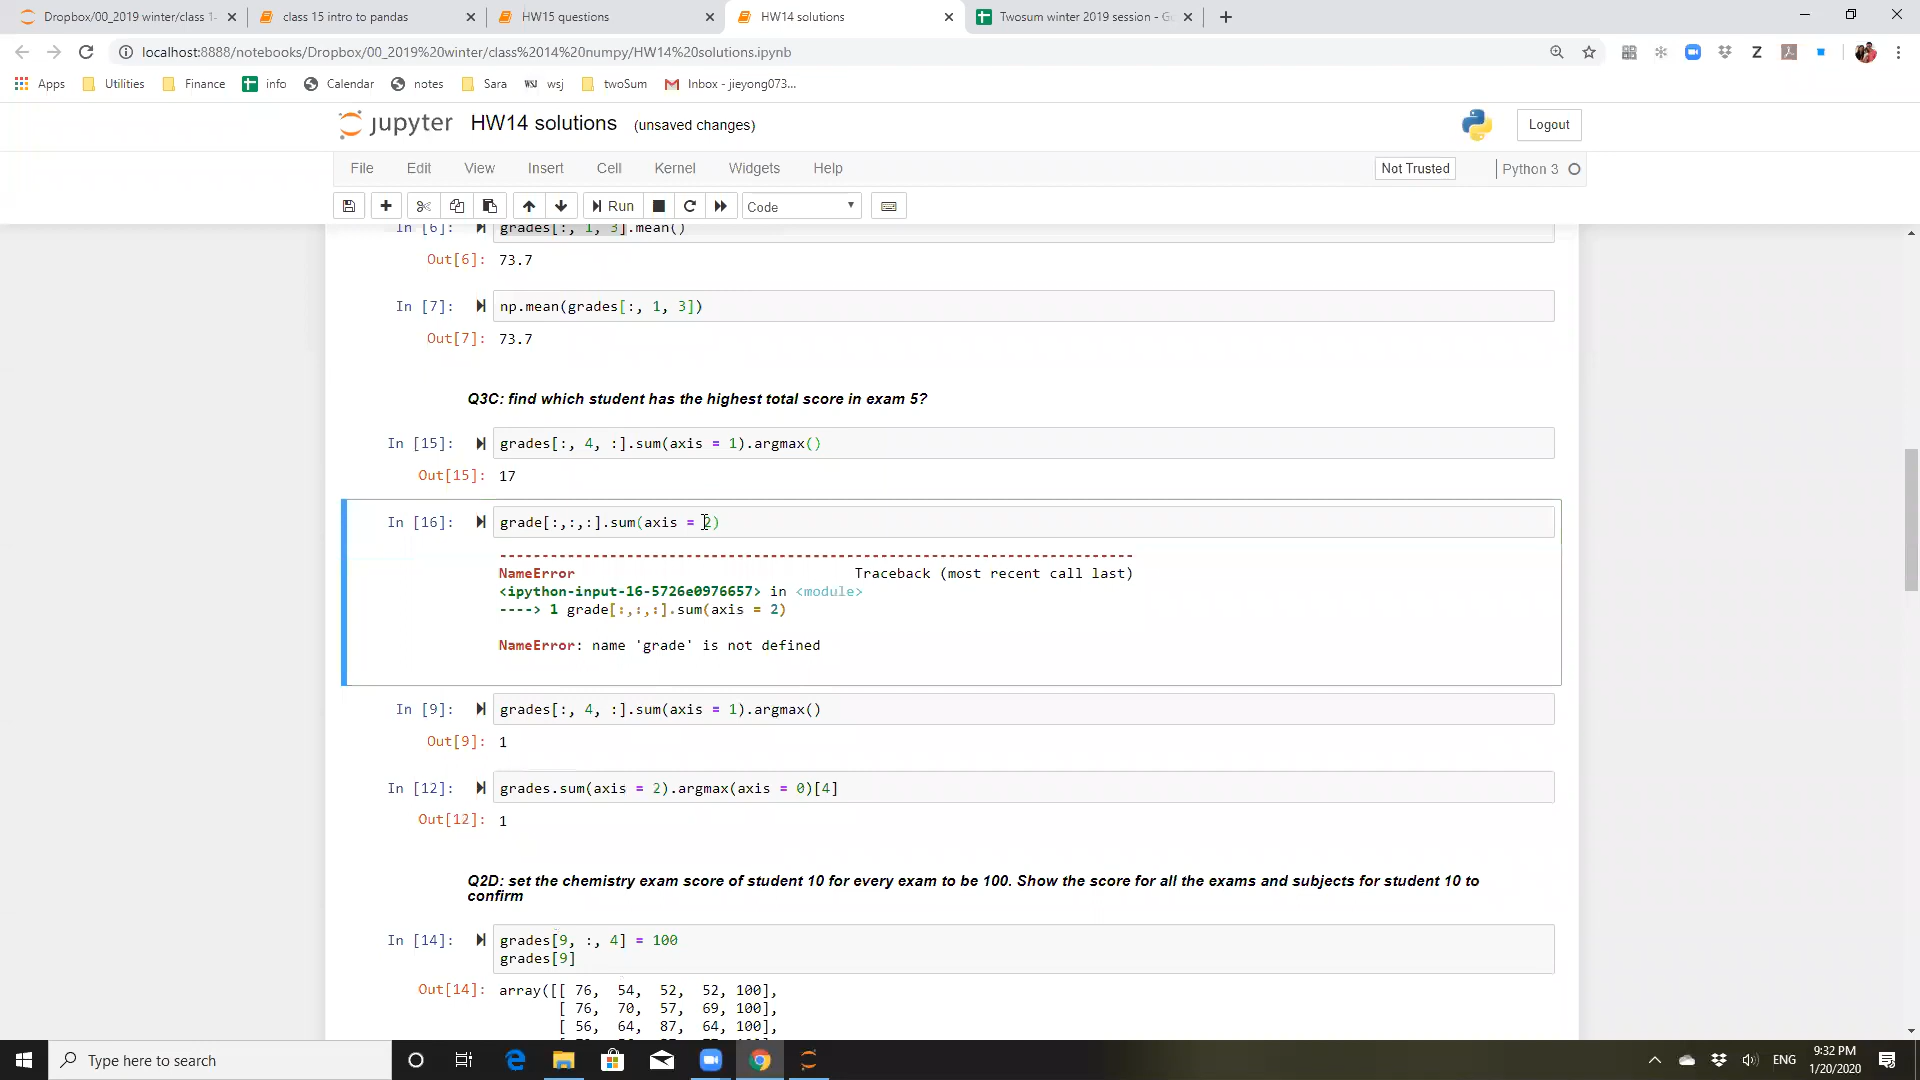 Dropbox/00_2019 winter/class 1-
class 15 intro to pandas
HW15 questions
HW14 solutions
Twosum winter 2019 session - G
localhost:8888/notebooks/Dropbox/00_2019%20winter/class%2014%20numpy/HW14%20solutions.ipynb
Apps Utilities Finance info Calendar notes Sara wsj twoSum Inbox - jieyong073...
jupyter HW14 solutions (unsaved changes)
Logout
File Edit View Insert Cell Kernel Widgets Help
Not Trusted
Python 3
Run Code
In [6]: grades[:, 1, 3].mean()
Out[6]: 73.7
In [7]: np.mean(grades[:, 1, 3])
Out[7]: 73.7
Q3C: find which student has the highest total score in exam 5?
In [15]: grades[:, 4, :].sum(axis = 1).argmax()
Out[15]: 17
In [16]: grade[:,:,:].sum(axis = 2)
---------------------------------------------------------------------------
NameError Traceback (most recent call last)
<ipython-input-16-5726e0976657> in <module>
----> 1 grade[:,:,:].sum(axis = 2)
NameError: name 'grade' is not defined
In [9]: grades[:, 4, :].sum(axis = 1).argmax()
Out[9]: 1
In [12]: grades.sum(axis = 2).argmax(axis = 0)[4]
Out[12]: 1
Q2D: set the chemistry exam score of student 10 for every exam to be 100. Show the score for all the exams and subjects for student 10 to
confirm
In [14]: grades[9, :, 4] = 100
grades[9]
Out[14]: array([[ 76, 54, 52, 52, 100],
[ 76, 70, 57, 69, 100],
[ 56, 64, 87, 64, 100],
Type here to search
ENG
9:32 PM
1/20/2020